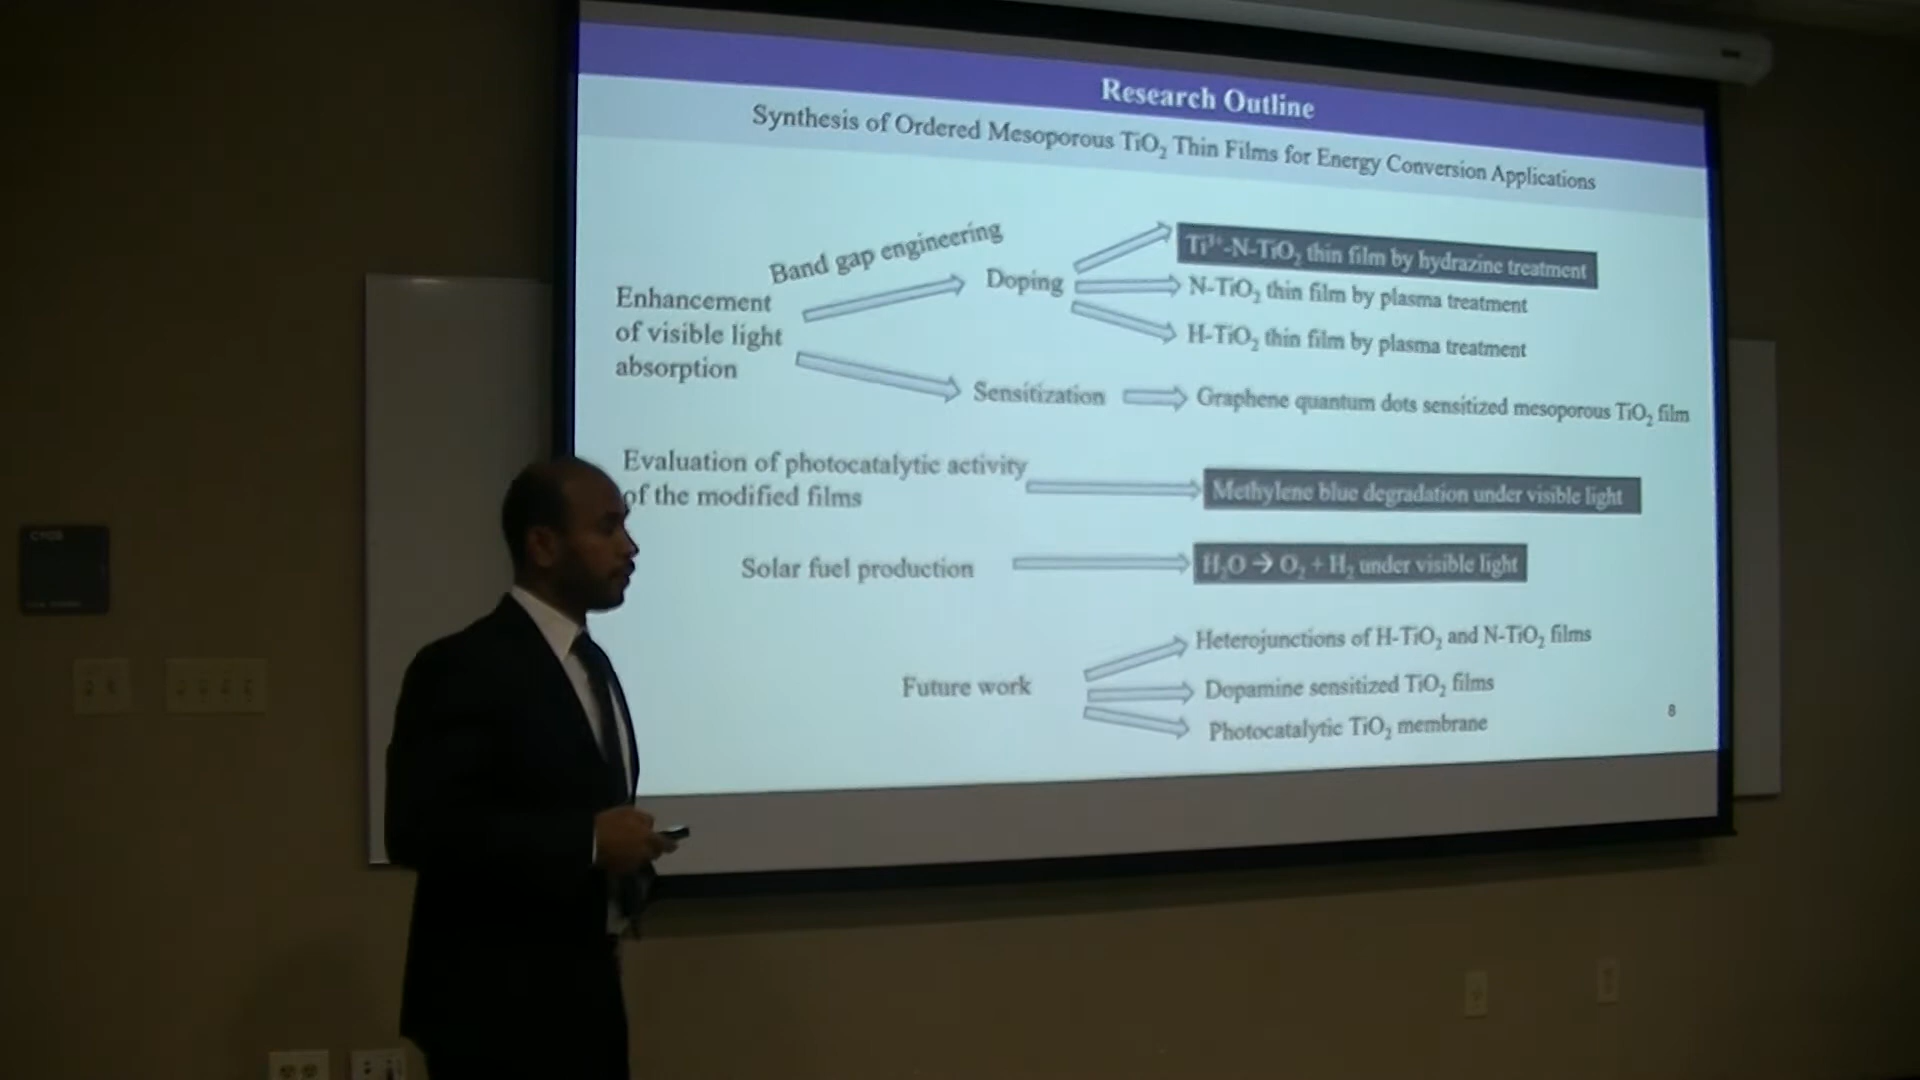 Research Outline
Synthesis of Ordered Mesoporous TiO₂ Thin Films for Energy Conversion Applications
Band gap engineering
Enhancement
of visible light
absorption
Doping
Ti³⁺-N-TiO₂ thin film by hydrazine treatment
N-TiO₂ thin film by plasma treatment
H-TiO₂ thin film by plasma treatment
Sensitization
Graphene quantum dots sensitized mesoporous TiO₂ film
Evaluation of photocatalytic activity
of the modified films
Methylene blue degradation under visible light
Solar fuel production
H₂O → O₂ + H₂ under visible light
Future work
Heterojunctions of H-TiO₂ and N-TiO₂ films
Dopamine sensitized TiO₂ films
Photocatalytic TiO₂ membrane
8